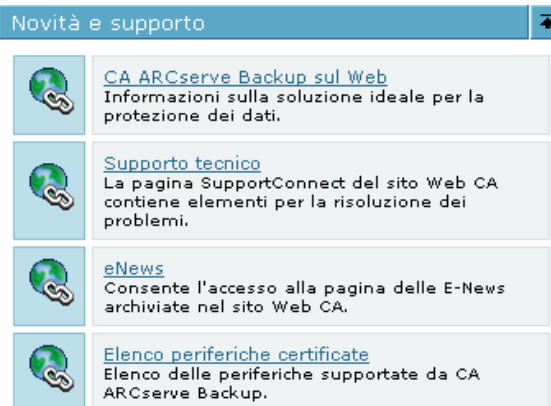 Novità e supporto
CA ARCserve Backup sul Web
Informazioni sulla soluzione ideale per la
protezione dei dati.
Supporto tecnico
La pagina SupportConnect del sito Web CA
contiene elementi per la risoluzione dei
problemi.
eNews
Consente l'accesso alla pagina delle E-News
archiviate nel sito Web CA.
Elenco periferiche certificate
Elenco delle periferiche supportate da CA
ARCserve Backup.